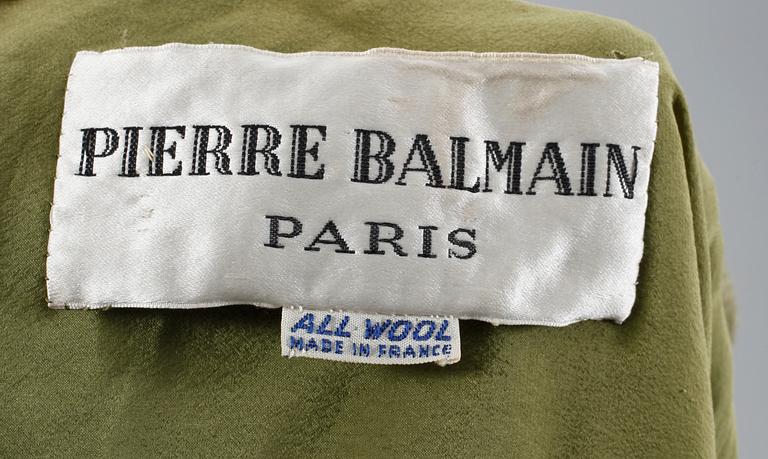 PIERRE BALMAIN
PARIS
ALL WOOL
MADE IN FRANCE